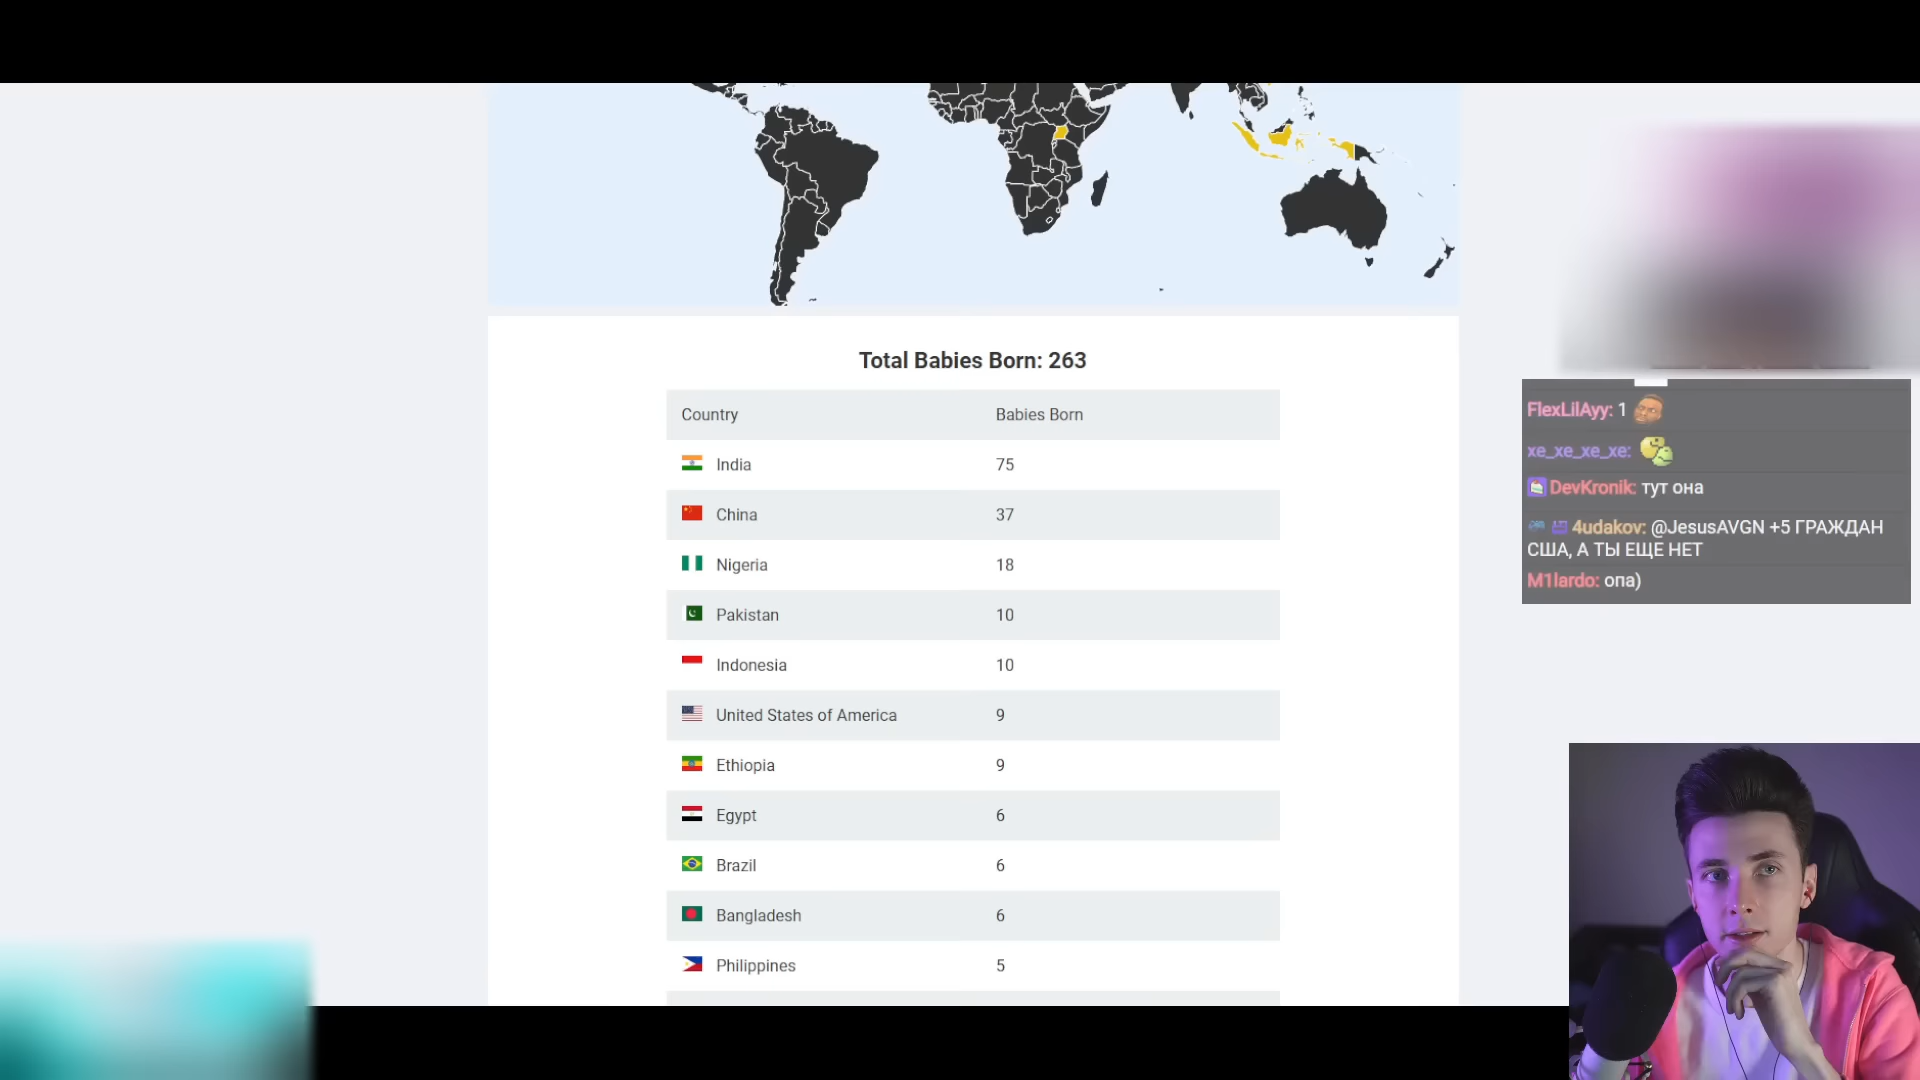 Total Babies Born: 263
Country Babies Born
India 75
China 37
Nigeria 18
Pakistan 10
Indonesia 10
United States of America 9
Ethiopia 9
Egypt 6
Brazil 6
Bangladesh 6
Philippines 5
FlexLilAyy: 1
xe_xe_xe_xe:
DevKronik: тут она
4udakov: @JesusAVGN +5 ГРАЖДАН
США, А ТЫ ЕЩЕ НЕТ
M1lardo: опа)